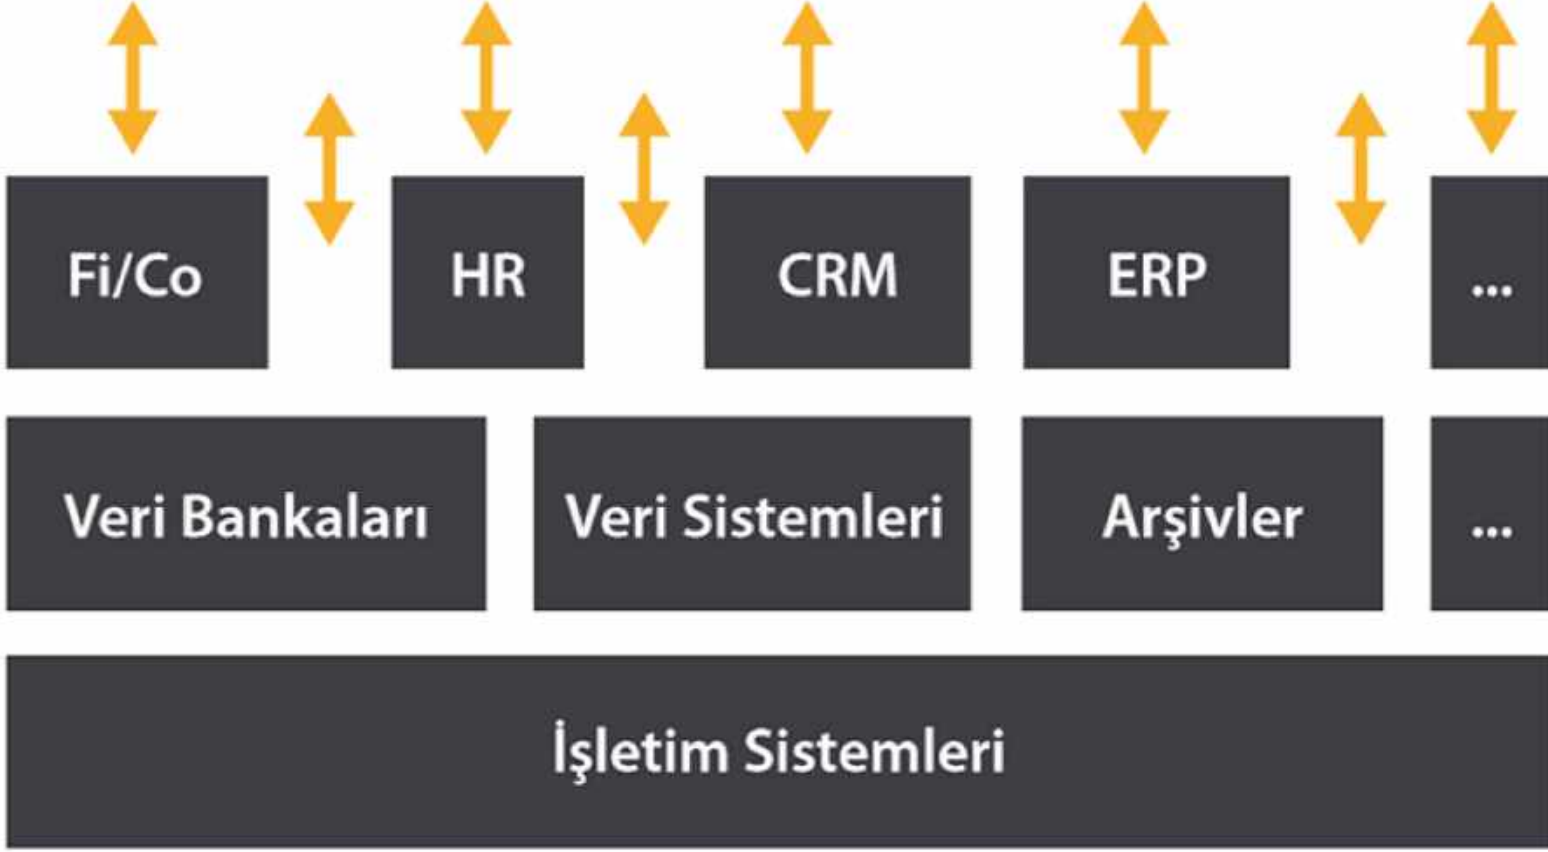 Fi/Co
HR
CRM
ERP
...
Veri Bankaları
Veri Sistemleri
Arşivler
...
İşletim Sistemleri